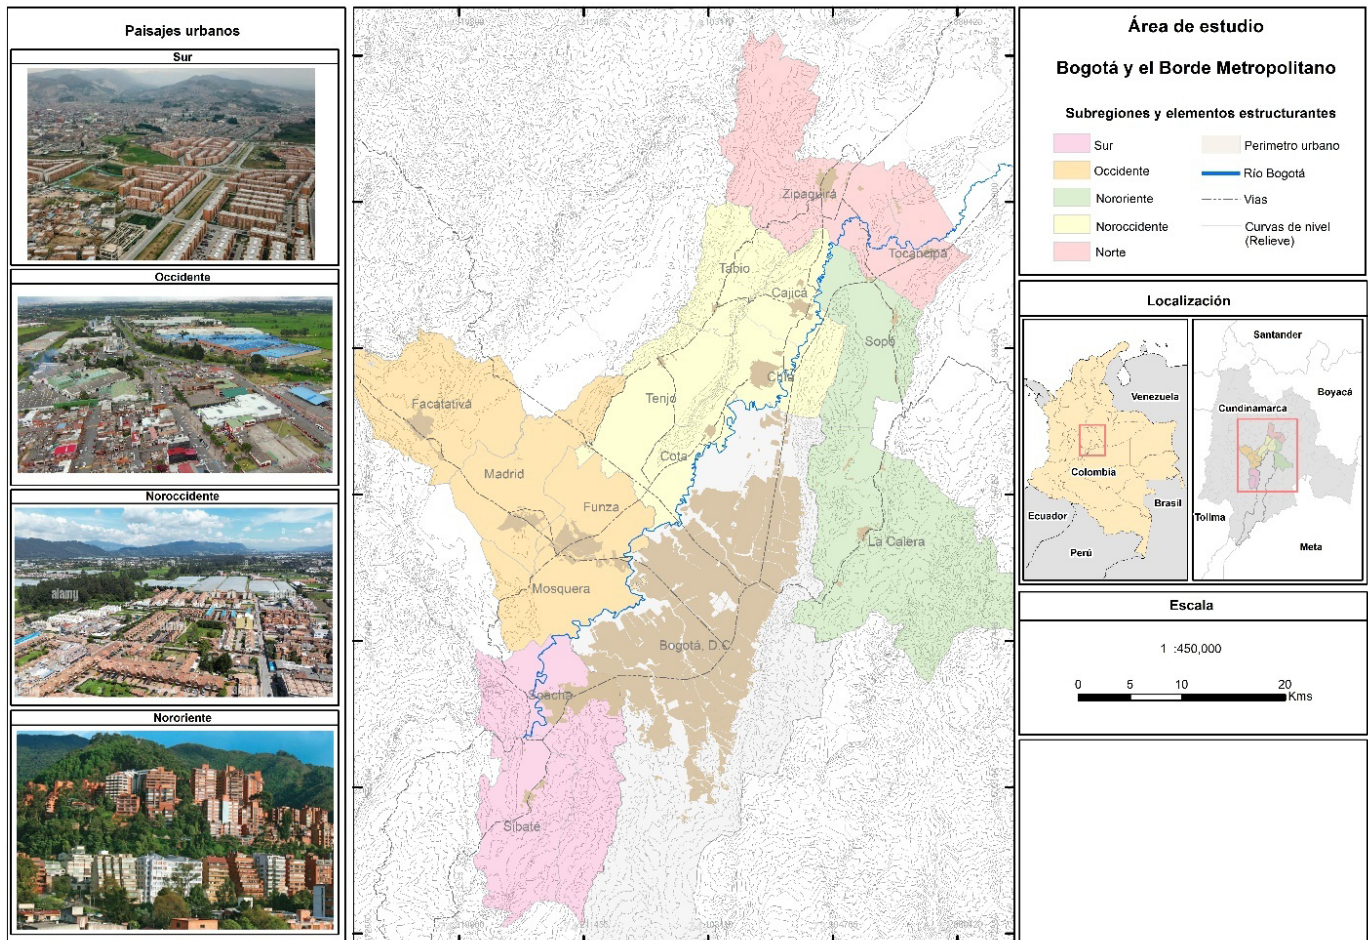 Paisajes urbanos
Sur
Occidente
Noroccidente
alamy
Nororiente
Zipaquirá
Tocancipá
Tabio
Cajicá
Sopó
Chía
Tenjo
Facatativá
Cota
Madrid
Funza
La Calera
Mosquera
Bogotá, D.C.
Soacha
Sibaté
Área de estudio
Bogotá y el Borde Metropolitano
Subregiones y elementos estructurantes
Sur
Occidente
Nororiente
Noroccidente
Norte
Perimetro urbano
Río Bogotá
Vias
Curvas de nivel
(Relieve)
Localización
Venezuela
Colombia
Brasil
Ecuador
Perú
Santander
Boyacá
Cundinamarca
Tolima
Meta
Escala
1 :450,000
0 5 10 20
Kms